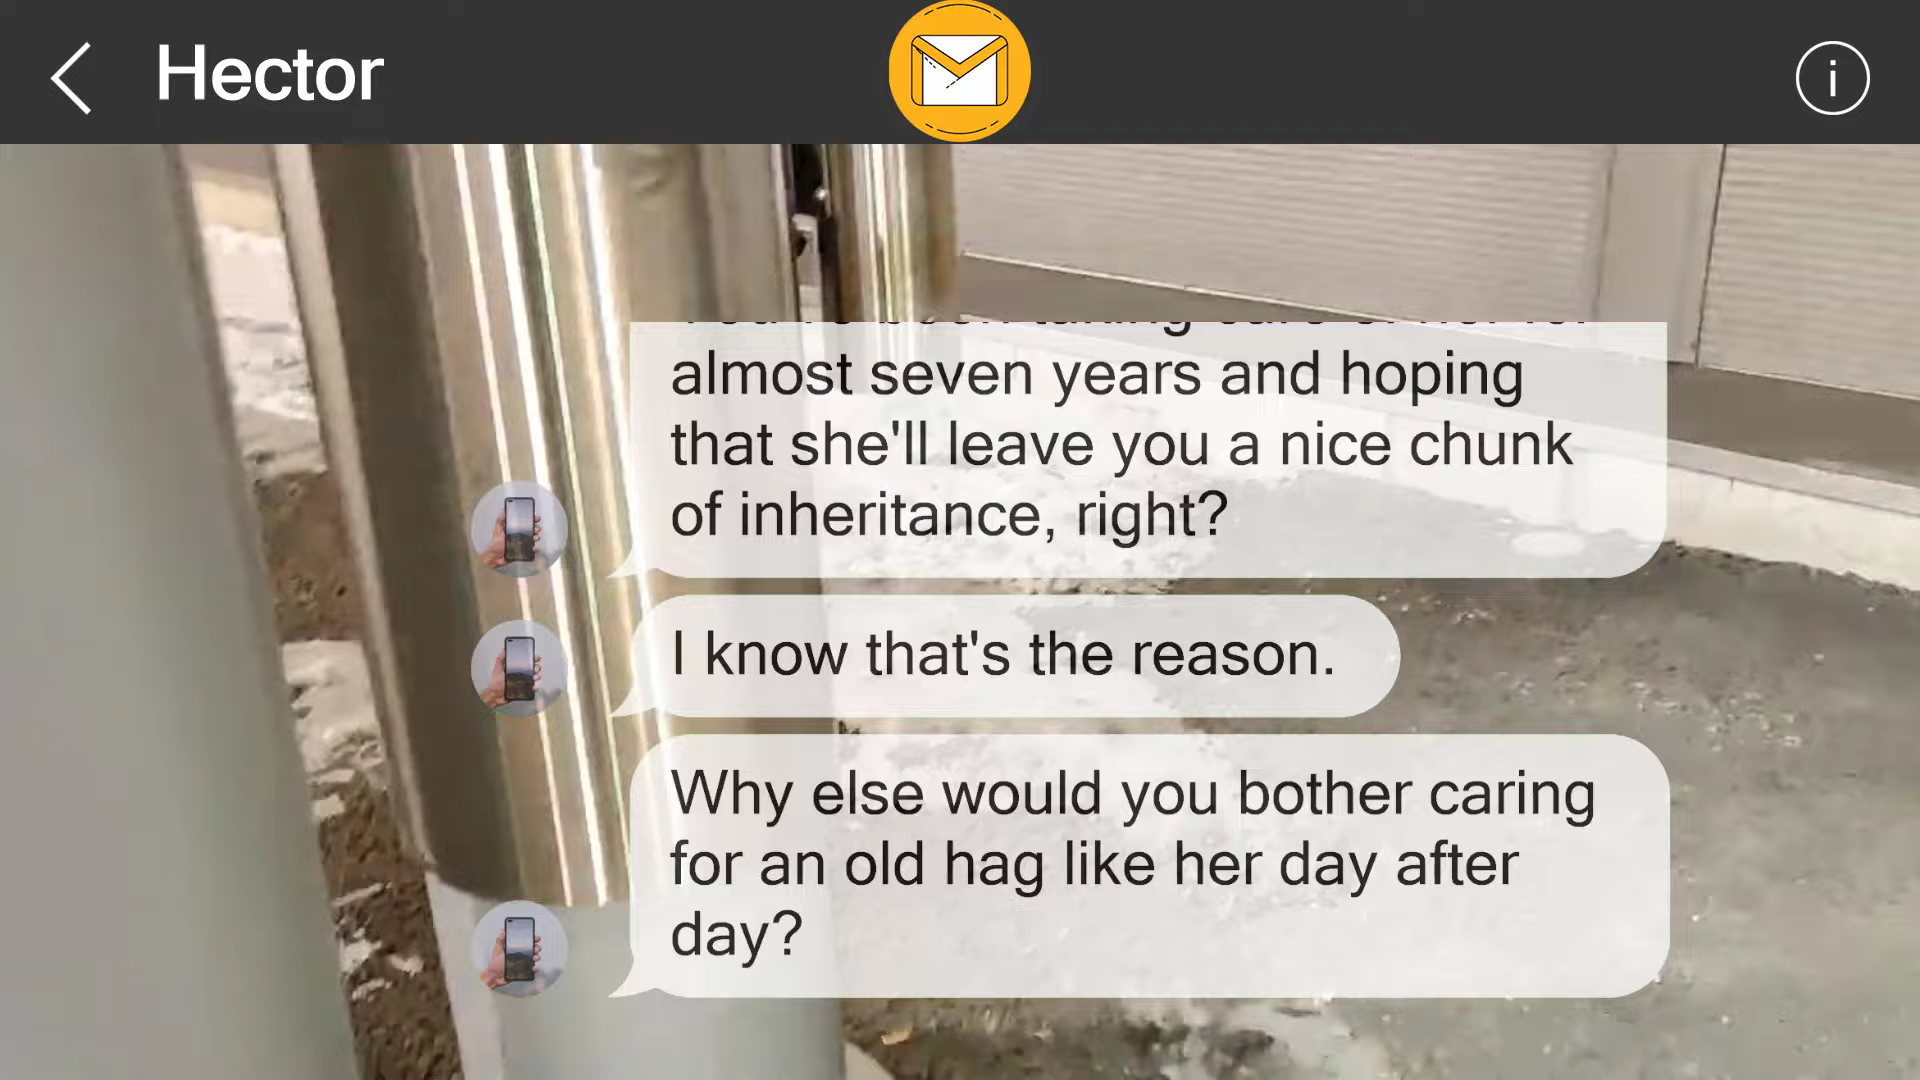 Hector
almost seven years and hoping
that she'll leave you a nice chunk
of inheritance, right?
I know that's the reason.
Why else would you bother caring
for an old hag like her day after
day?